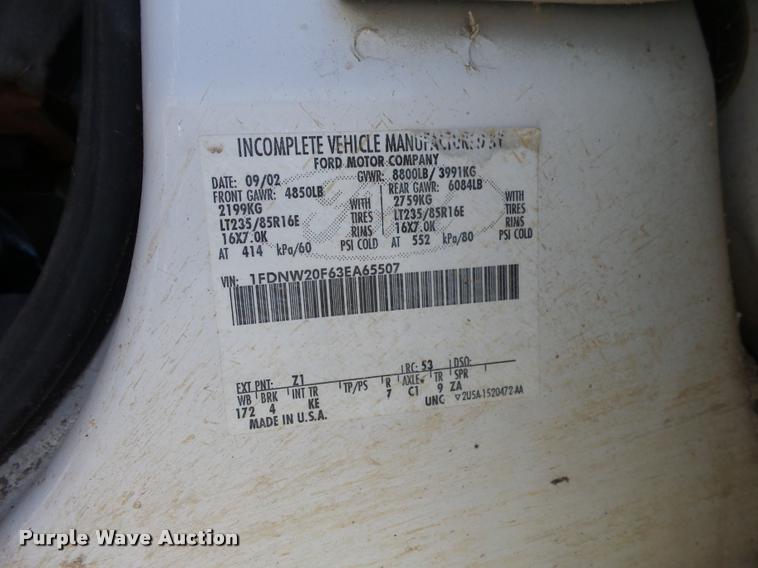 INCOMPLETE VEHICLE MANUFACTURED BY
FORD MOTOR COMPANY
DATE: 09/02 GVWR: 8800LB/3991KG
FRONT GAWR: 4850LB REAR GAWR: 6084LB
2199KG WITH 2759KG WITH
LT235/85R16E TIRES LT235/85R16E TIRES
16X7.0K RIMS 16X7.0K RIMS
AT 414 kPa/60 PSI COLD AT 552 kPa/80 PSI COLD
VIN: 1FDNW20F63EA65507
EXT PNT: Z1 RC: 53 DSO:
WB BRK INT TR TP/PS R AXLE TR SPR
172 4 KE 7 C1 9 ZA
MADE IN U.S.A. UNC ▽2U5A-1520472-AA
Purple Wave Auction